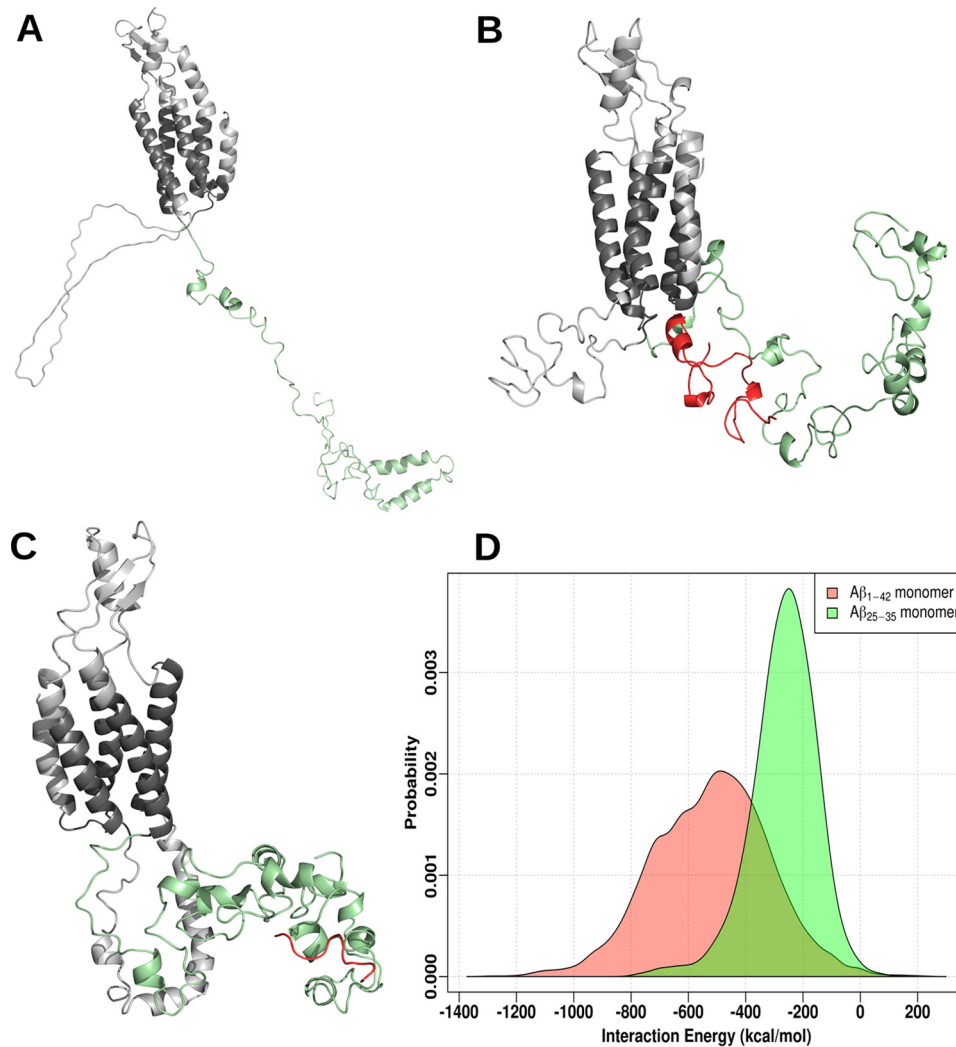 A
B
C
D
Aβ1−42 monomer
Aβ25−35 monomer
Probability
0.003
0.002
0.001
0.000
-1400 -1200 -1000 -800 -600 -400 -200 0 200
Interaction Energy (kcal/mol)